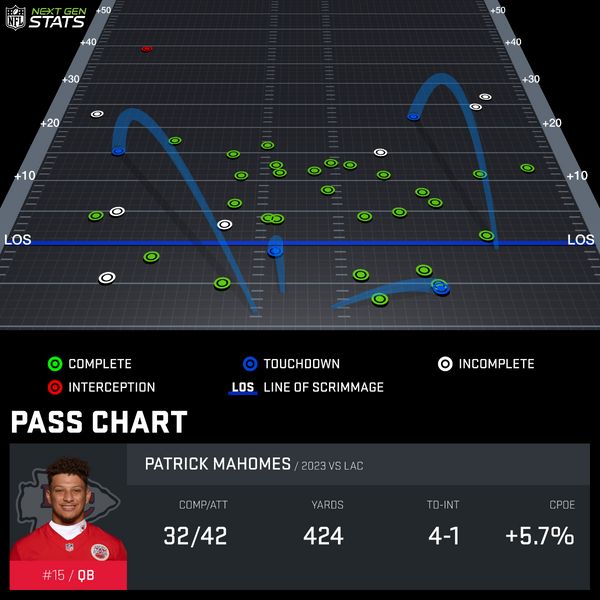 NFL NEXT GEN STATS
+50 +50
+40 +40
+30 +30
+20 +20
+10 +10
LOS LOS
COMPLETE TOUCHDOWN INCOMPLETE
INTERCEPTION LOS LINE OF SCRIMMAGE
PASS CHART
PATRICK MAHOMES / 2023 VS LAC
COMP/ATT YARDS TD-INT CPOE
32/42 424 4-1 +5.7%
#15 / QB